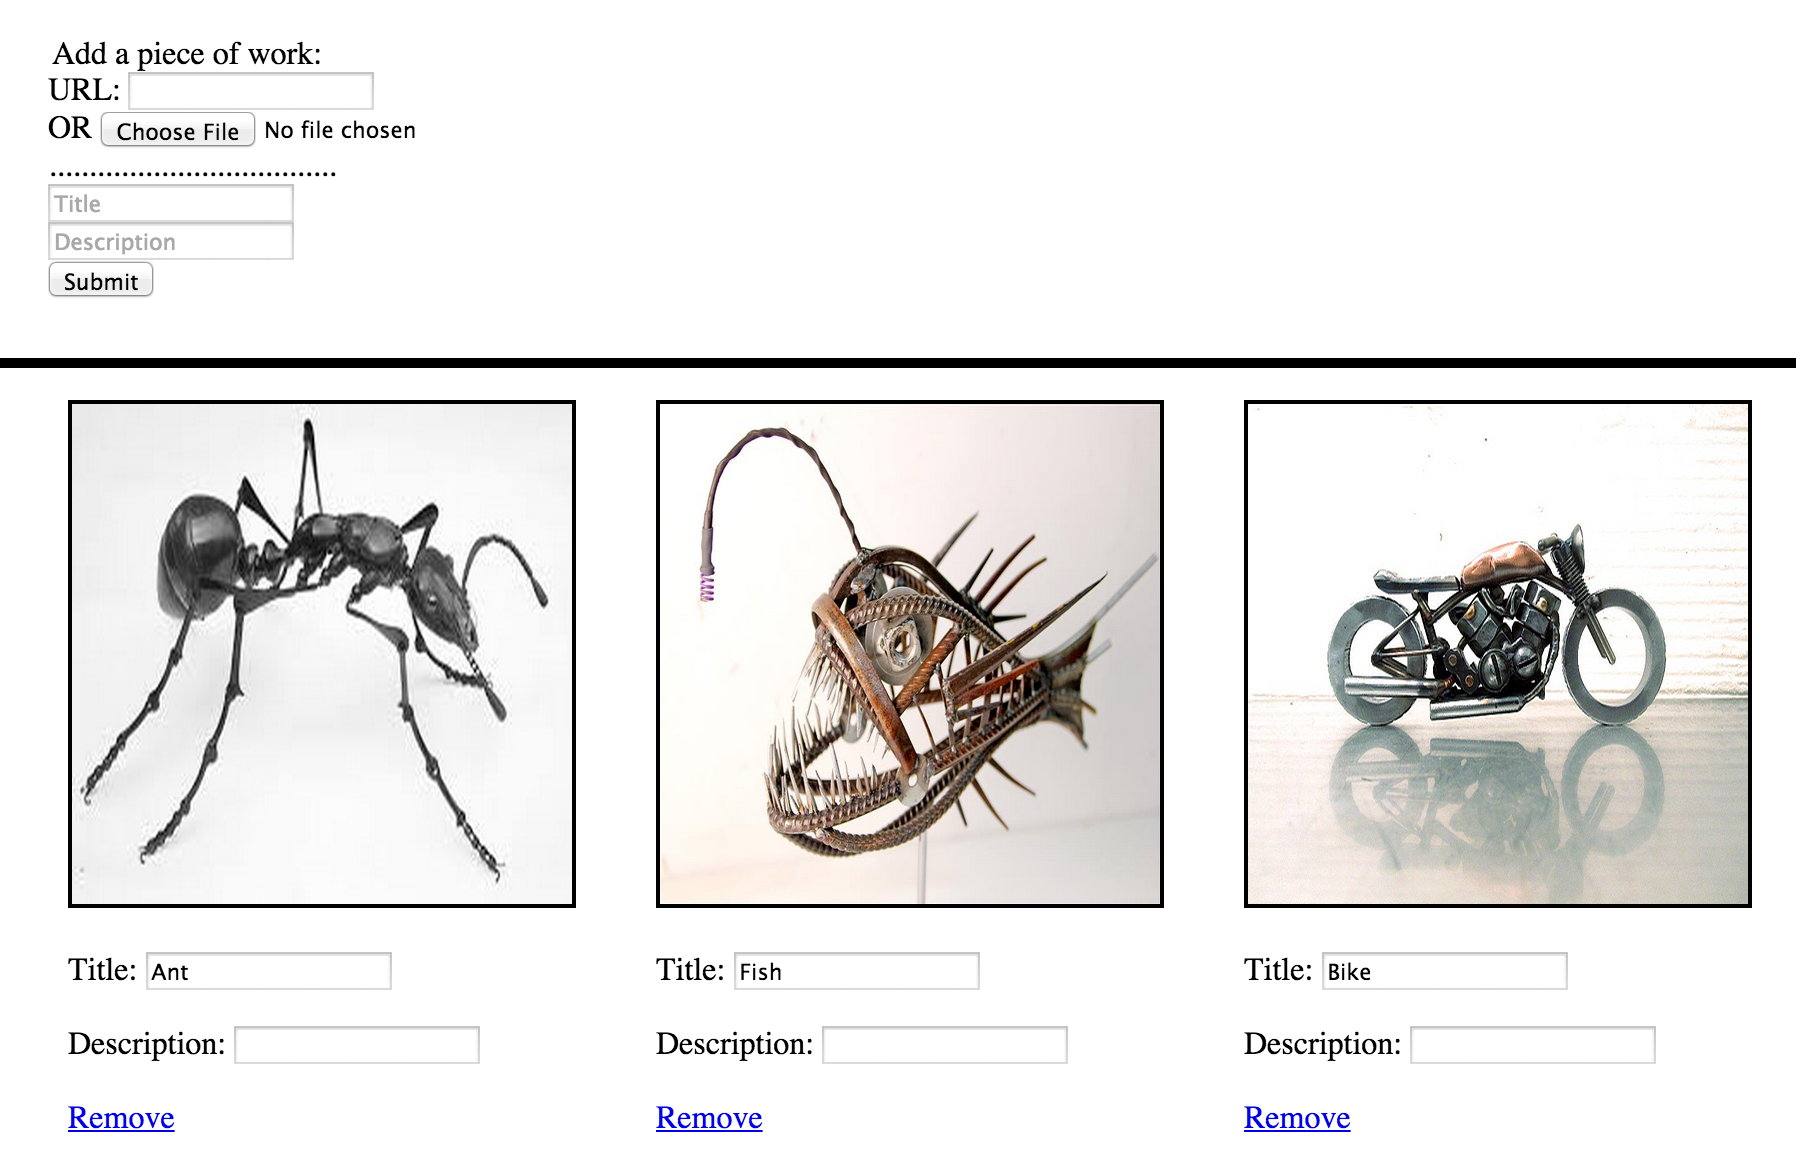 Add a piece of work:
URL:
OR Choose File No file chosen
....................................
Title
Description
Submit
Title: Ant
Description:
Remove
Title: Fish
Description:
Remove
Title: Bike
Description:
Remove